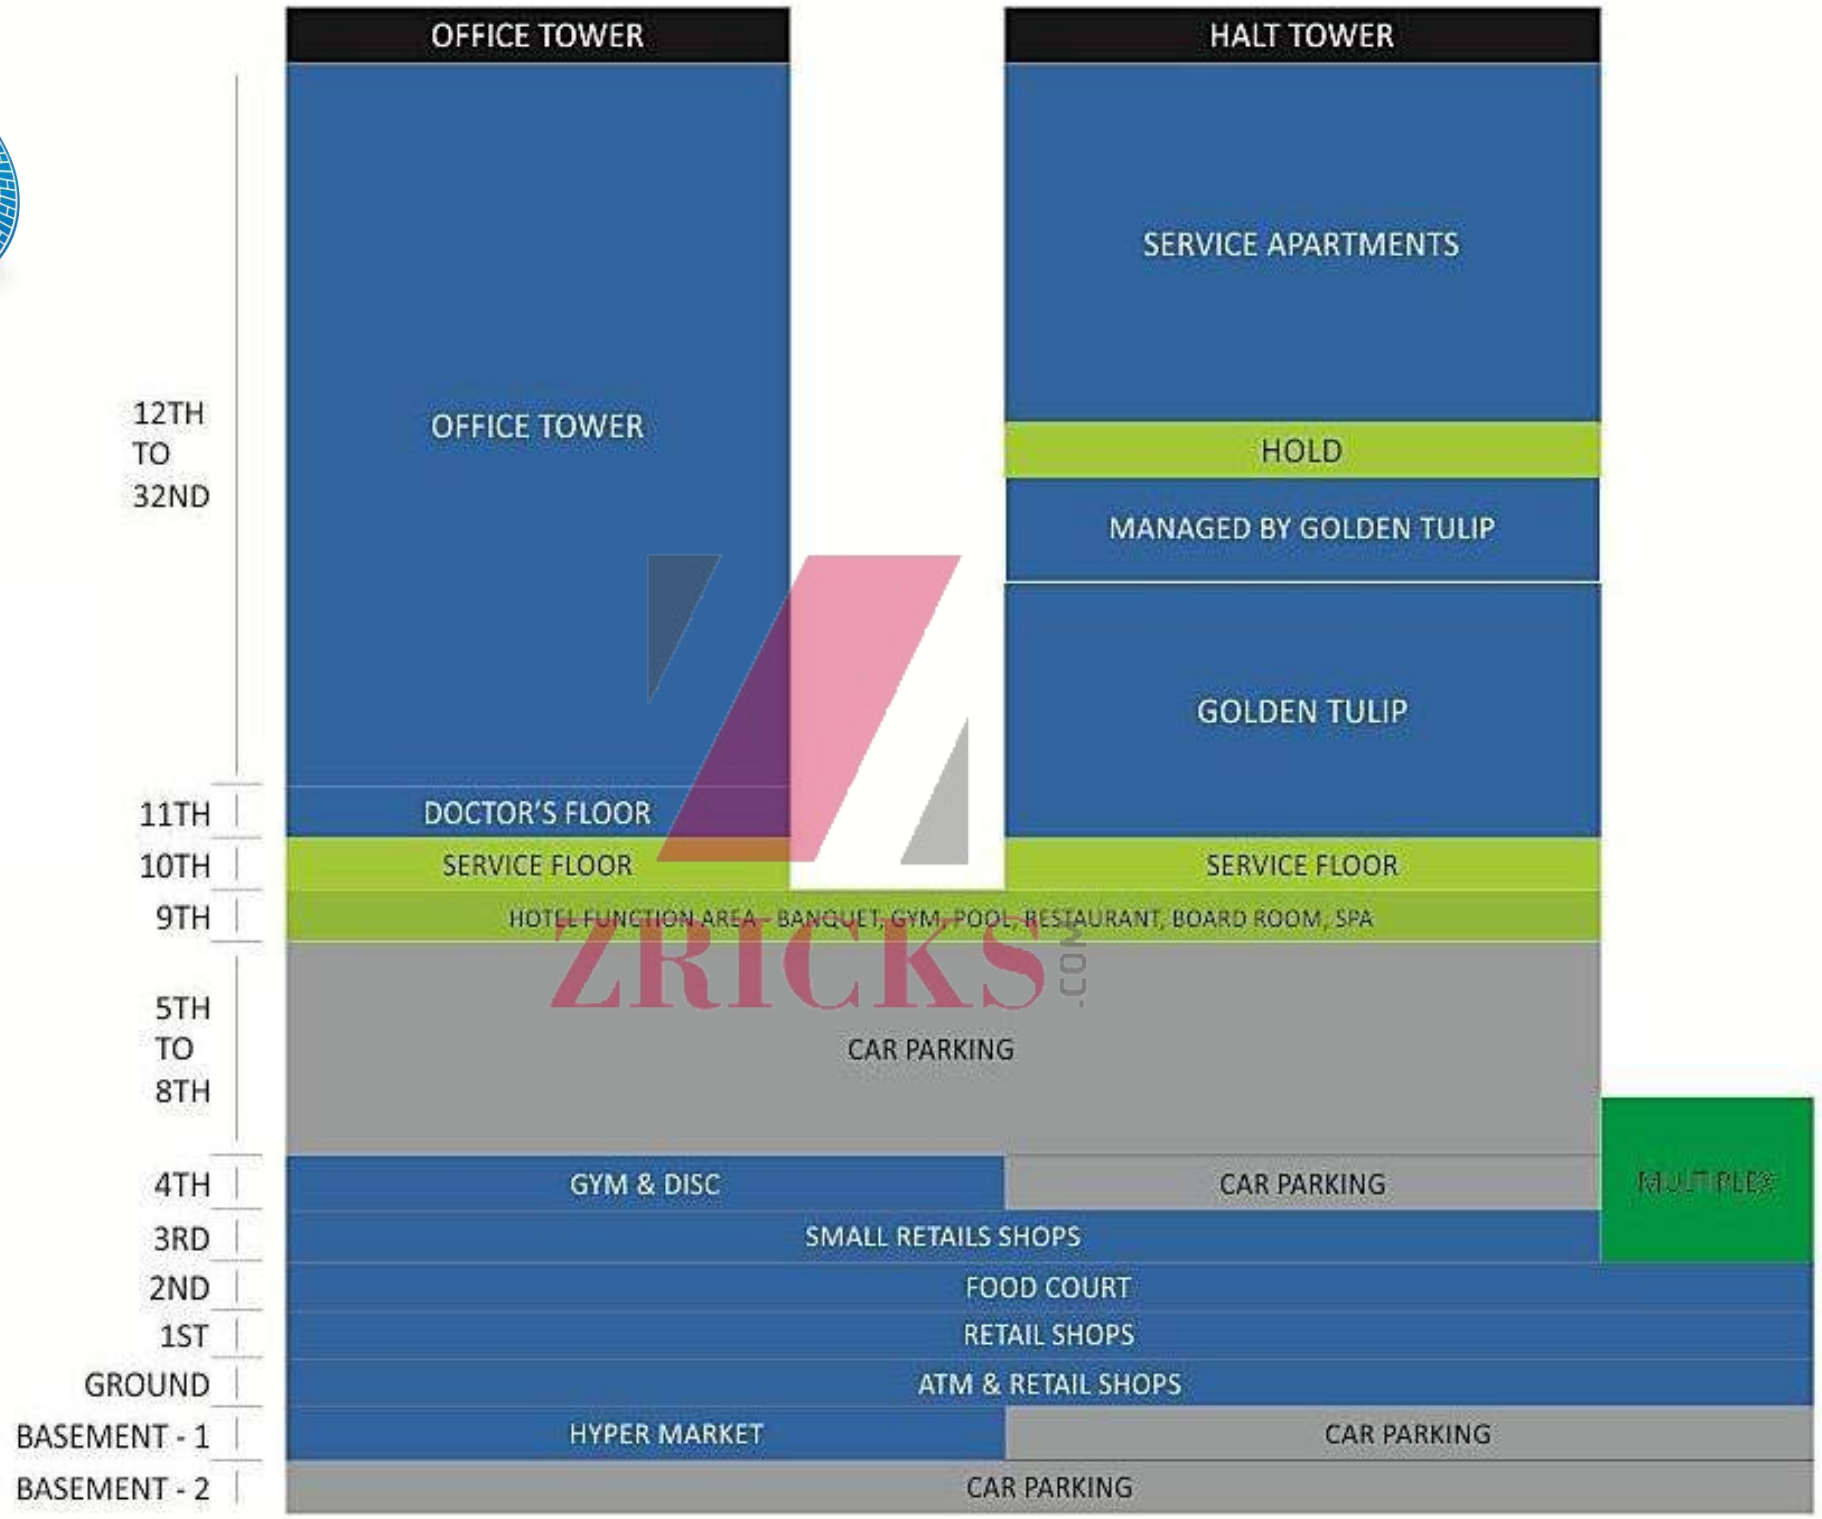 OFFICE TOWER
HALT TOWER
SERVICE APARTMENTS
12TH
TO
32ND
OFFICE TOWER
HOLD
MANAGED BY GOLDEN TULIP
GOLDEN TULIP
11TH
DOCTOR'S FLOOR
10TH
SERVICE FLOOR
SERVICE FLOOR
9TH
HOTEL FUNCTION AREA - BANQUET, GYM, POOL, RESTAURANT, BOARD ROOM, SPA
ZRICKS
.COM
5TH
TO
8TH
CAR PARKING
4TH
GYM & DISC
CAR PARKING
MULTIPLEX
3RD
SMALL RETAILS SHOPS
2ND
FOOD COURT
1ST
RETAIL SHOPS
GROUND
ATM & RETAIL SHOPS
BASEMENT - 1
HYPER MARKET
CAR PARKING
BASEMENT - 2
CAR PARKING